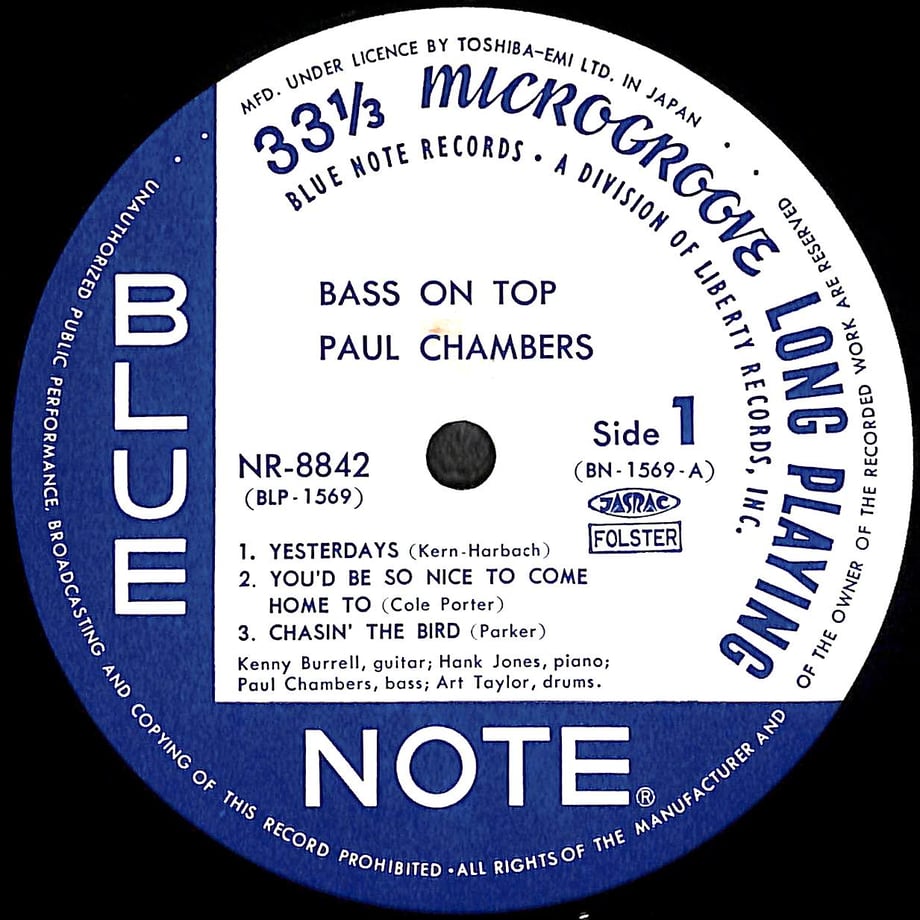 MFD. UNDER LICENCE BY TOSHIBA-EMI LTD. IN JAPAN
33⅓ MICROGROOVE LONG PLAYING
BLUE NOTE RECORDS • A DIVISION OF LIBERTY RECORDS, INC.
BASS ON TOP
PAUL CHAMBERS
Side 1
NR-8842
(BN-1569-A)
(BLP-1569)
JASRAC
FOLSTER
1. YESTERDAYS (Kern-Harbach)
2. YOU'D BE SO NICE TO COME
HOME TO (Cole Porter)
3. CHASIN' THE BIRD (Parker)
Kenny Burrell, guitar; Hank Jones, piano;
Paul Chambers, bass; Art Taylor, drums.
BLUE
NOTE®
UNAUTHORIZED PUBLIC PERFORMANCE, BROADCASTING AND COPYING OF THIS RECORD PROHIBITED • ALL RIGHTS OF THE MANUFACTURER AND OF THE OWNER OF THE RECORDED WORK ARE RESERVED